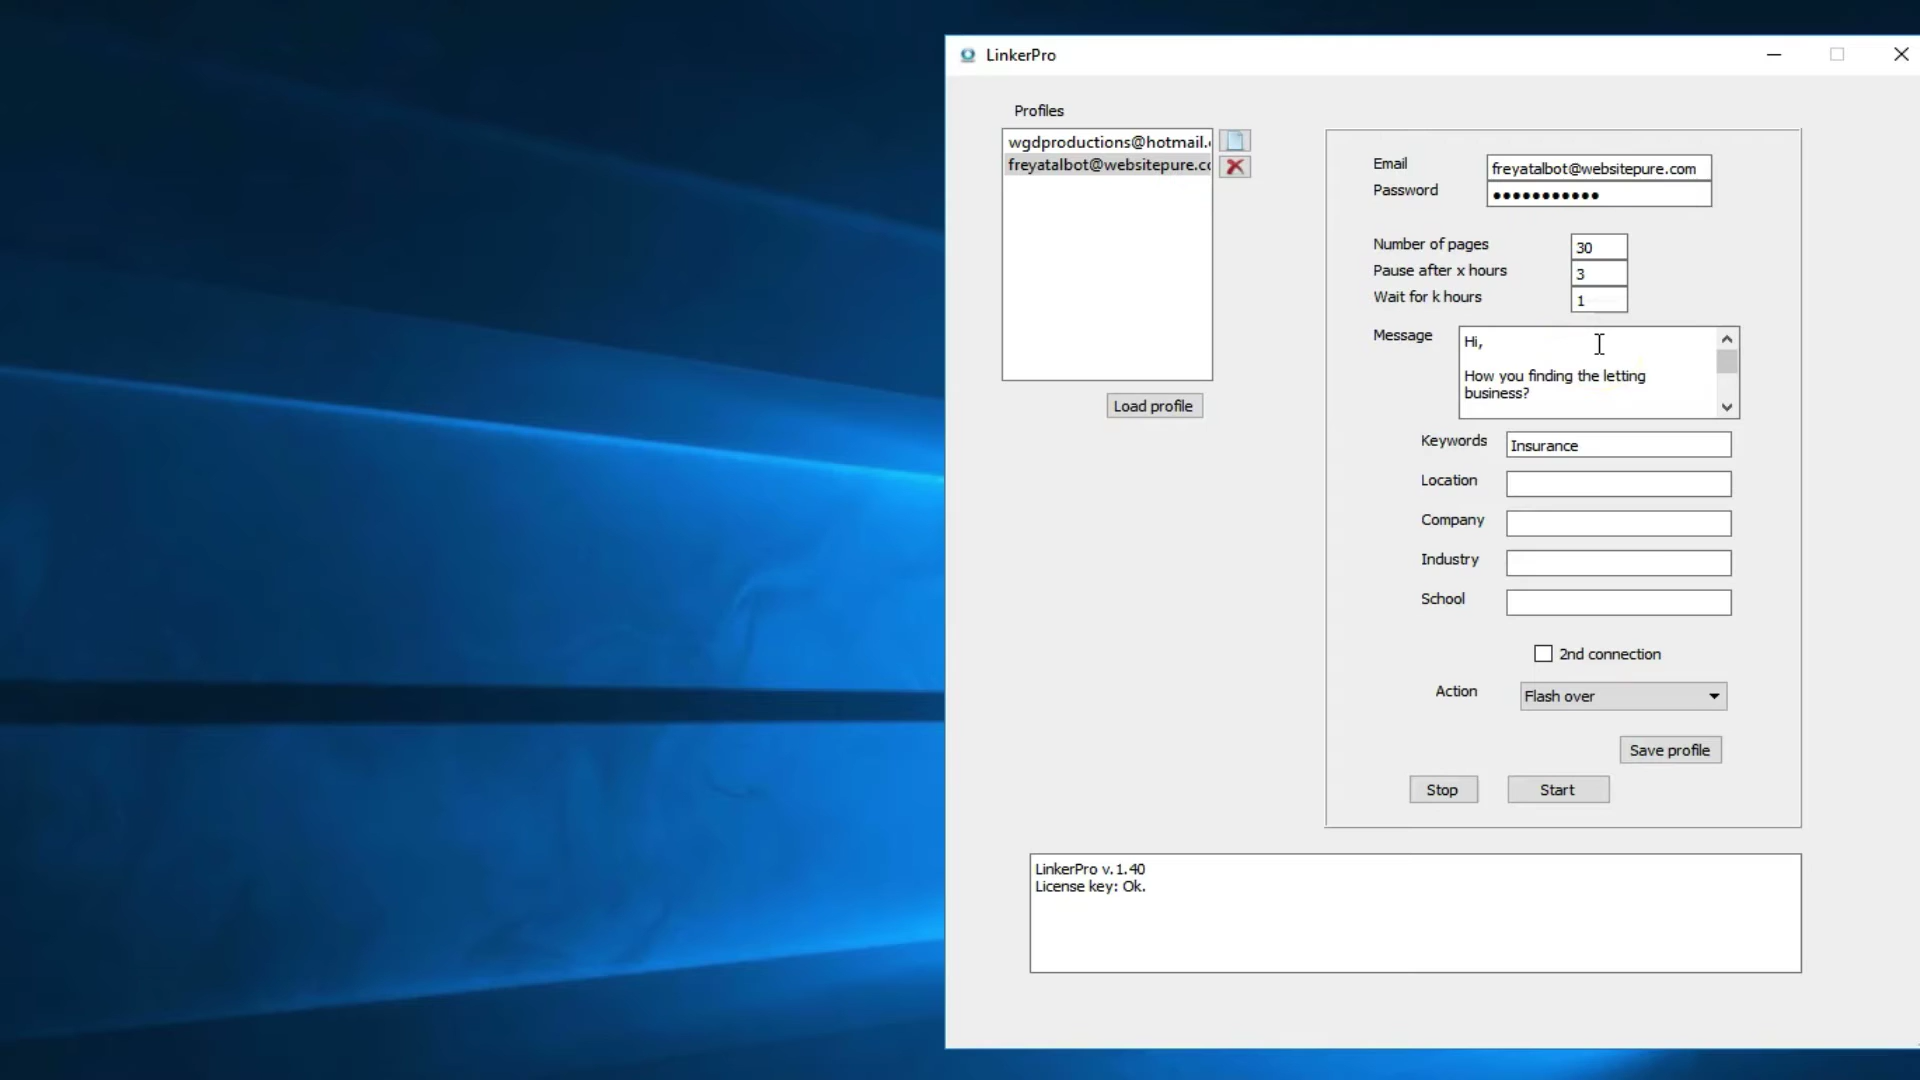 LinkerPro
Profiles
wgdproductions@hotmail.
freyatalbot@websitepure.c
Load profile
Email
freyatalbot@websitepure.com
Password
●●●●●●●●●●●
Number of pages
30
Pause after x hours
3
Wait for k hours
1
Message
Hi,
How you finding the letting
business?
Keywords
Insurance
Location
Company
Industry
School
2nd connection
Action
Flash over
Save profile
Stop
Start
LinkerPro v.1.40
License key: Ok.